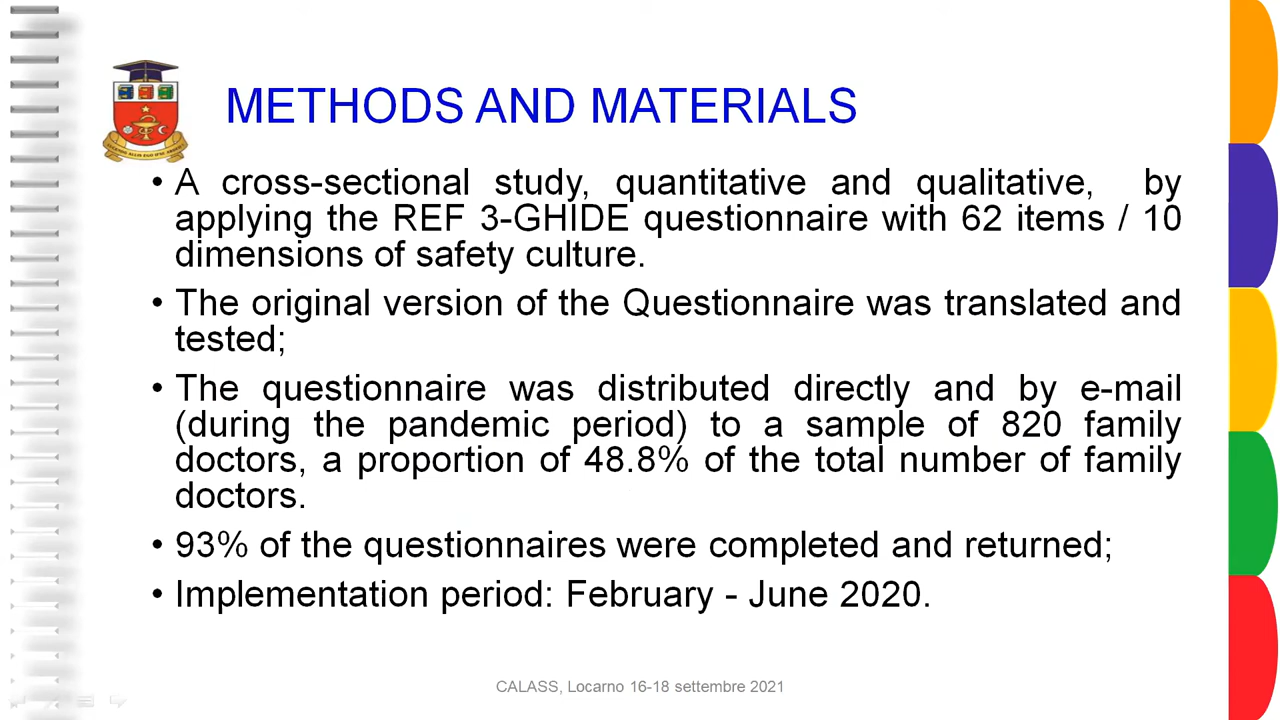 METHODS AND MATERIALS
• A cross-sectional study, quantitative and qualitative, by
applying the REF 3-GHIDE questionnaire with 62 items / 10
dimensions of safety culture.
• The original version of the Questionnaire was translated and
tested;
• The questionnaire was distributed directly and by e-mail
(during the pandemic period) to a sample of 820 family
doctors, a proportion of 48.8% of the total number of family
doctors.
• 93% of the questionnaires were completed and returned;
• Implementation period: February - June 2020.
CALASS, Locarno 16-18 settembre 2021